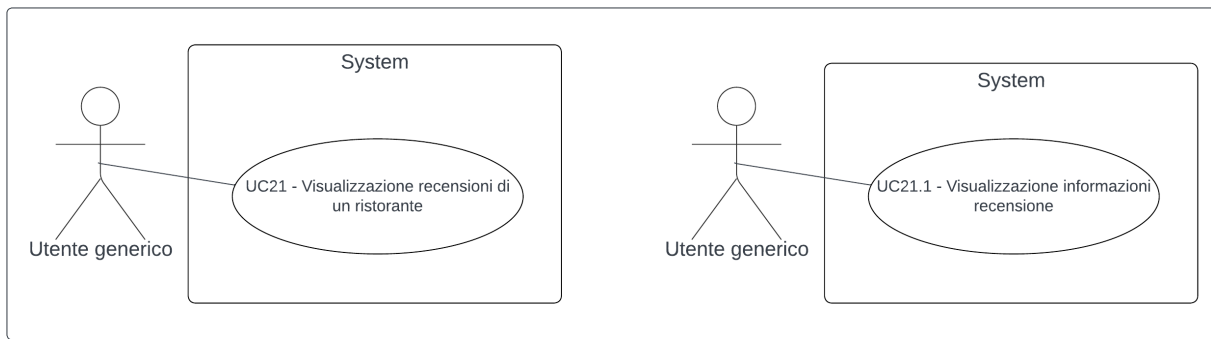 System
UC21 - Visualizzazione recensioni di
un ristorante
Utente generico
System
UC21.1 - Visualizzazione informazioni
recensione
Utente generico